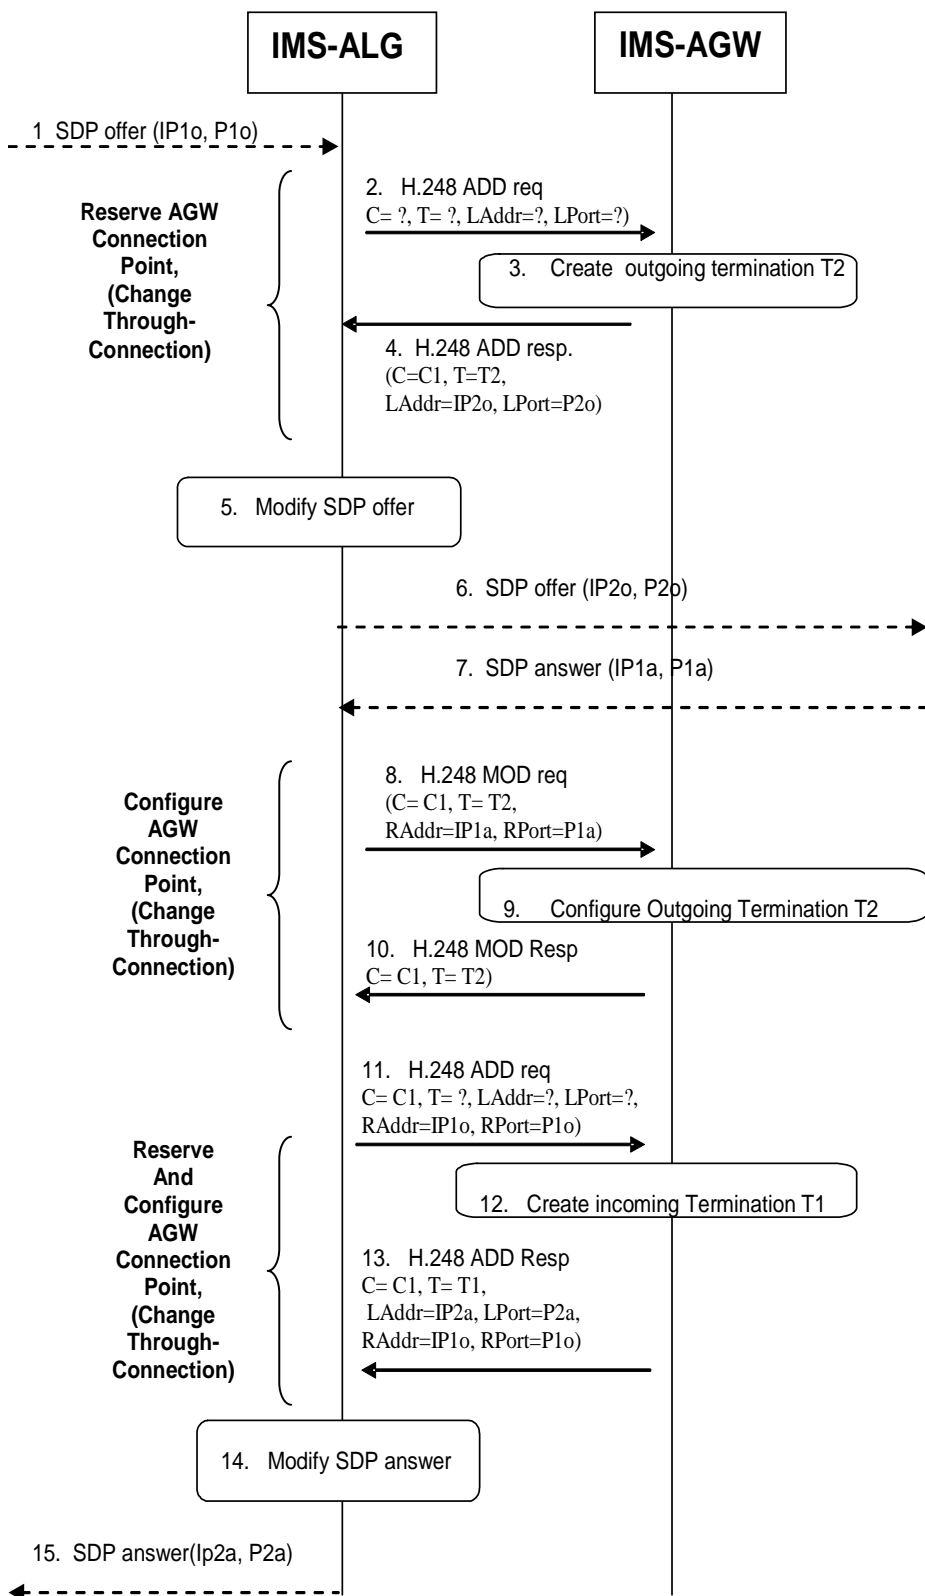 IMS-ALG
IMS-AGW
1 SDP offer (IP1o, P1o)
Reserve AGW
Connection
Point,
(Change
Through-
Connection)
2. H.248 ADD req
C= ?, T= ?, LAddr=?, LPort=?)
3. Create outgoing termination T2
4. H.248 ADD resp.
(C=C1, T=T2,
LAddr=IP2o, LPort=P2o)
5. Modify SDP offer
6. SDP offer (IP2o, P2o)
7. SDP answer (IP1a, P1a)
Configure
AGW
Connection
Point,
(Change
Through-
Connection)
8. H.248 MOD req
(C= C1, T= T2,
RAddr=IP1a, RPort=P1a)
9. Configure Outgoing Termination T2
10. H.248 MOD Resp
C= C1, T= T2)
11. H.248 ADD req
C= C1, T= ?, LAddr=?, LPort=?,
RAddr=IP1o, RPort=P1o)
Reserve
And
Configure
AGW
Connection
Point,
(Change
Through-
Connection)
12. Create incoming Termination T1
13. H.248 ADD Resp
C= C1, T= T1,
LAddr=IP2a, LPort=P2a,
RAddr=IP1o, RPort=P1o)
14. Modify SDP answer
15. SDP answer(Ip2a, P2a)